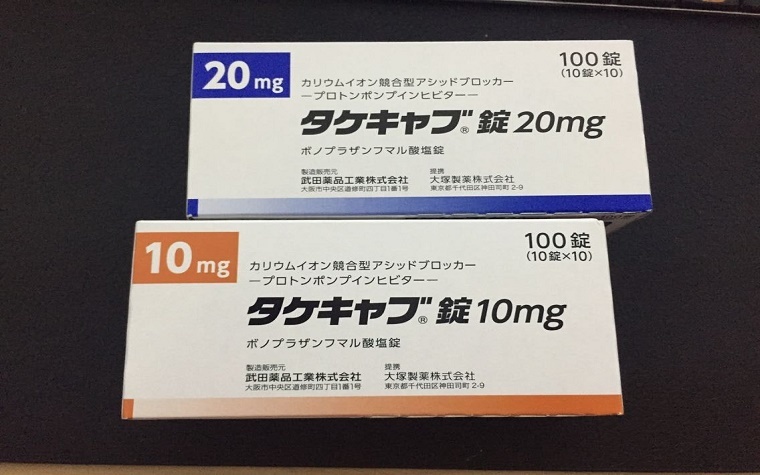 20 mg
カリウムイオン競合型アシッドブロッカー
―プロトンポンプインヒビター―
タケキャブ®錠20mg
ボノプラザンフマル酸塩錠
100錠
(10錠×10)
製造販売元
武田薬品工業株式会社
大阪市中央区道修町四丁目1番1号
提携
大塚製薬株式会社
東京都千代田区神田司町2-9
10 mg
カリウムイオン競合型アシッドブロッカー
―プロトンポンプインヒビター―
タケキャブ®錠10mg
ボノプラザンフマル酸塩錠
100錠
(10錠×10)
製造販売元
武田薬品工業株式会社
大阪市中央区道修町四丁目1番1号
提携
大塚製薬株式会社
東京都千代田区神田司町2-9